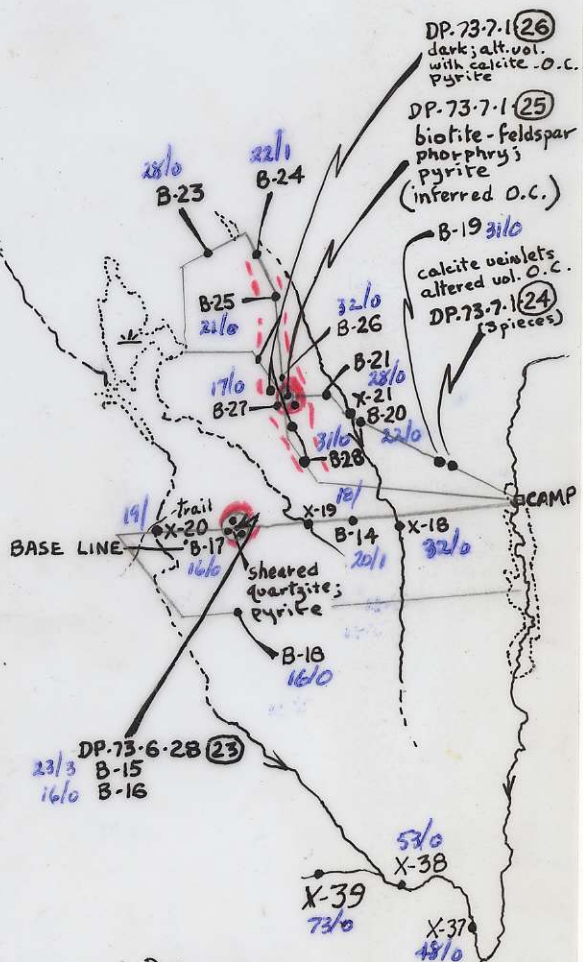 DP.73.7.1 26
dark; alt. vol.
with calcite - O.C.
pyrite
DP.73.7.1 25
biotite-feldspar
phorphry;
pyrite
(inferred O.C.)
28/0
B-23
22/1
B-24
B-19 31/0
calcite veinlets
altered vol. O.C.
DP.73.7.1 24
(3 pieces)
B-25
21/0
32/0
B-26
B-21
28/0
17/0
B-27
X-21
B-20
22/0
31/0
B-28
18/
CAMP
19/
trail
X-20
X-19
B-14
X-18
BASE LINE
B-17
16/0
20/1
32/0
sheared
quartzite;
pyrite
B-18
16/0
DP.73.6.28 23
23/3 B-15
16/0 B-16
53/0
X-38
X-39
73/0
X-37
48/0